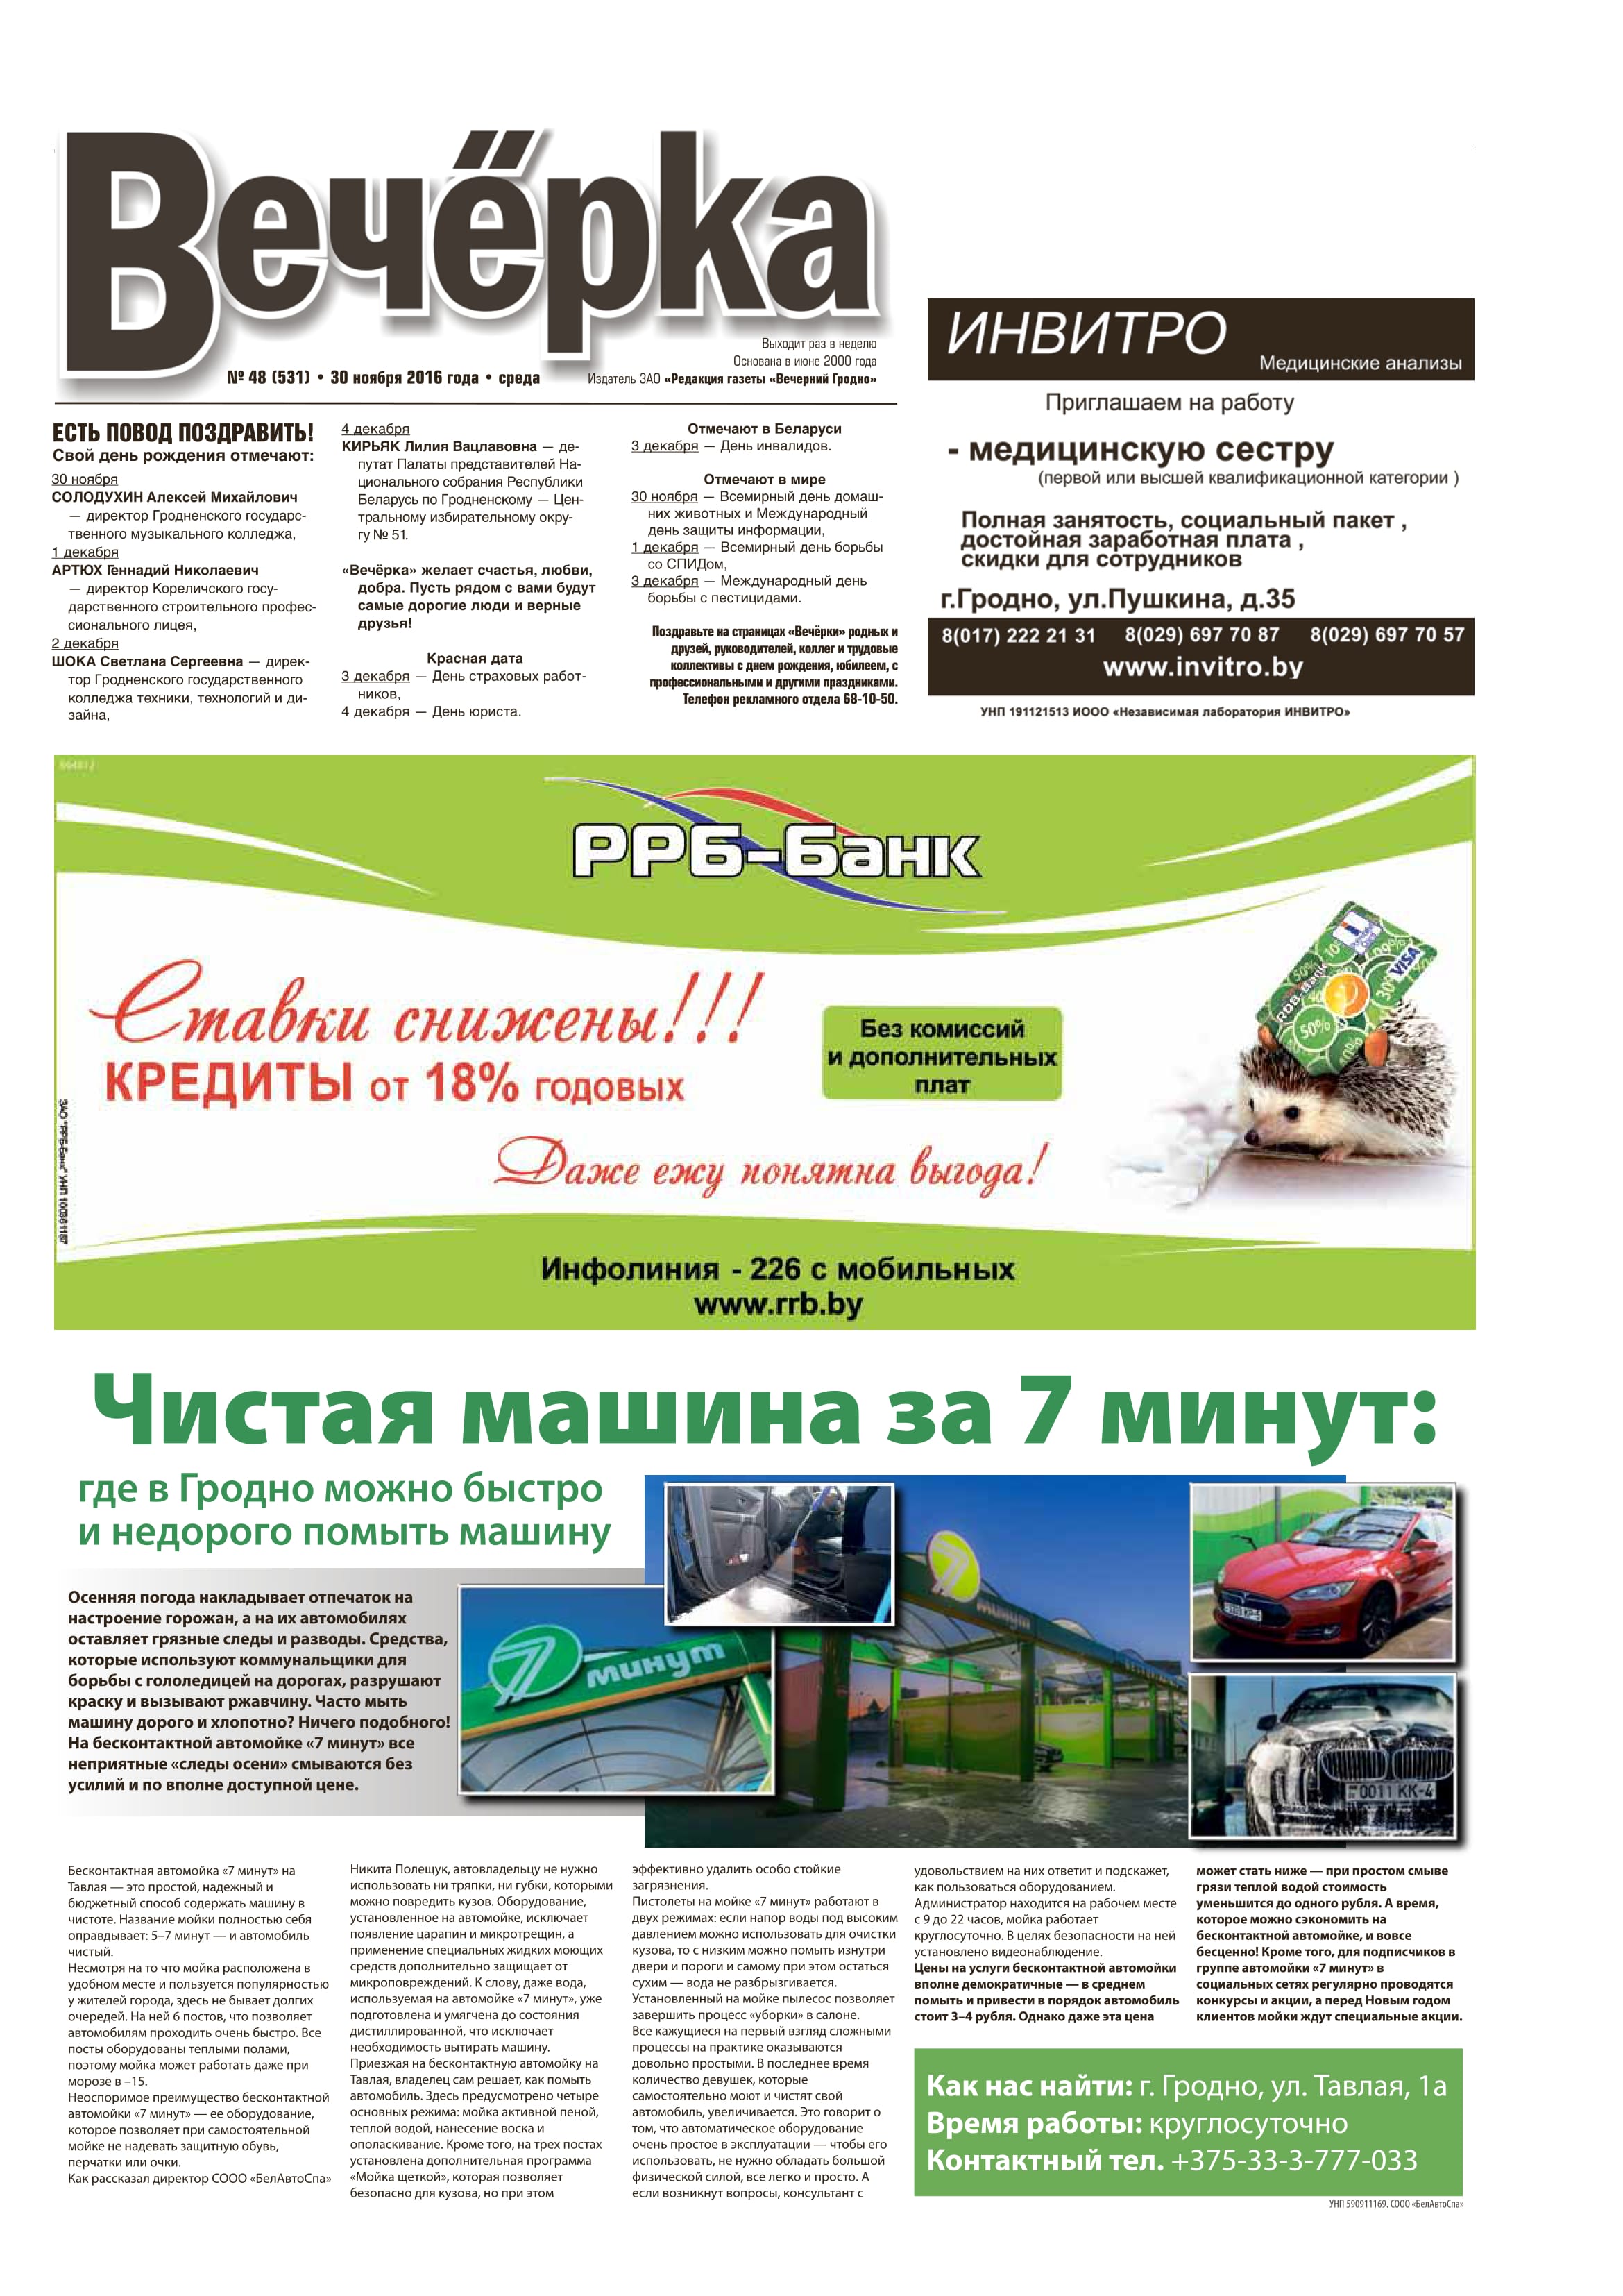 Вечёрка
Выходит раз в неделю
Основана в июне 2000 года
№ 48 (531) • 30 ноября 2016 года • среда
Издатель ЗАО «Редакция газеты «Вечерний Гродно»
ЕСТЬ ПОВОД ПОЗДРАВИТЬ!
Свой день рождения отмечают:
30 ноября
СОЛОДУХИН Алексей Михайлович
— директор Гродненского государс-
твенного музыкального колледжа,
1 декабря
АРТЮХ Геннадий Николаевич
— директор Кореличского госу-
дарственного строительного профес-
сионального лицея,
2 декабря
ШОКА Светлана Сергеевна — дирек-
тор Гродненского государственного
колледжа техники, технологий и ди-
зайна,
4 декабря
КИРЬЯК Лилия Вацлавовна — де-
путат Палаты представителей На-
ционального собрания Республики
Беларусь по Гродненскому — Цен-
тральному избирательному окру-
гу № 51.
«Вечёрка» желает счастья, любви,
добра. Пусть рядом с вами будут
самые дорогие люди и верные
друзья!
Красная дата
3 декабря — День страховых работ-
ников,
4 декабря — День юриста.
Отмечают в Беларуси
3 декабря — День инвалидов.
Отмечают в мире
30 ноября — Всемирный день домаш-
них животных и Международный
день защиты информации,
1 декабря — Всемирный день борьбы
со СПИДом,
3 декабря — Международный день
борьбы с пестицидами.
Поздравьте на страницах «Вечёрки» родных и
друзей, руководителей, коллег и трудовые
коллективы с днем рождения, юбилеем, с
профессиональными и другими праздниками.
Телефон рекламного отдела 68-10-50.
ИНВИТРО
Медицинские анализы
Приглашаем на работу
- медицинскую сестру
(первой или высшей квалификационной категории )
Полная занятость, социальный пакет ,
достойная заработная плата ,
скидки для сотрудников
г.Гродно, ул.Пушкина, д.35
8(017) 222 21 31 8(029) 697 70 87 8(029) 697 70 57
www.invitro.by
УНП 191121513 ИООО «Независимая лаборатория ИНВИТРО»
РРБ-Банк
Ставки снижены!!!
КРЕДИТЫ от 18% годовых
Без комиссий
и дополнительных
плат
Даже ежу понятна выгода!
RRB-Bank
VISA
50%
50%
30%
ЗАО "РРБ-Банк" УНП 100361187
Инфолиния - 226 с мобильных
www.rrb.by
Чистая машина за 7 минут:
где в Гродно можно быстро
и недорого помыть машину
Осенняя погода накладывает отпечаток на
настроение горожан, а на их автомобилях
оставляет грязные следы и разводы. Средства,
которые используют коммунальщики для
борьбы с гололедицей на дорогах, разрушают
краску и вызывают ржавчину. Часто мыть
машину дорого и хлопотно? Ничего подобного!
На бесконтактной автомойке «7 минут» все
неприятные «следы осени» смываются без
усилий и по вполне доступной цене.
7 минут
7 минут
0011 KK-4
Бесконтактная автомойка «7 минут» на
Тавлая — это простой, надежный и
бюджетный способ содержать машину в
чистоте. Название мойки полностью себя
оправдывает: 5–7 минут — и автомобиль
чистый.
Несмотря на то что мойка расположена в
удобном месте и пользуется популярностью
у жителей города, здесь не бывает долгих
очередей. На ней 6 постов, что позволяет
автомобилям проходить очень быстро. Все
посты оборудованы теплыми полами,
поэтому мойка может работать даже при
морозе в –15.
Неоспоримое преимущество бесконтактной
автомойки «7 минут» — ее оборудование,
которое позволяет при самостоятельной
мойке не надевать защитную обувь,
перчатки или очки.
Как рассказал директор СООО «БелАвтоСпа»
Никита Полещук, автовладельцу не нужно
использовать ни тряпки, ни губки, которыми
можно повредить кузов. Оборудование,
установленное на автомойке, исключает
появление царапин и микротрещин, а
применение специальных жидких моющих
средств дополнительно защищает от
микроповреждений. К слову, даже вода,
используемая на автомойке «7 минут», уже
подготовлена и умягчена до состояния
дистиллированной, что исключает
необходимость вытирать машину.
Приезжая на бесконтактную автомойку на
Тавлая, владелец сам решает, как помыть
автомобиль. Здесь предусмотрено четыре
основных режима: мойка активной пеной,
теплой водой, нанесение воска и
ополаскивание. Кроме того, на трех постах
установлена дополнительная программа
«Мойка щеткой», которая позволяет
безопасно для кузова, но при этом
эффективно удалить особо стойкие
загрязнения.
Пистолеты на мойке «7 минут» работают в
двух режимах: если напор воды под высоким
давлением можно использовать для очистки
кузова, то с низким можно помыть изнутри
двери и пороги и самому при этом остаться
сухим — вода не разбрызгивается.
Установленный на мойке пылесос позволяет
завершить процесс «уборки» в салоне.
Все кажущиеся на первый взгляд сложными
процессы на практике оказываются
довольно простыми. В последнее время
количество девушек, которые
самостоятельно моют и чистят свой
автомобиль, увеличивается. Это говорит о
том, что автоматическое оборудование
очень простое в эксплуатации — чтобы его
использовать, не нужно обладать большой
физической силой, все легко и просто. А
если возникнут вопросы, консультант с
удовольствием на них ответит и подскажет,
как пользоваться оборудованием.
Администратор находится на рабочем месте
с 9 до 22 часов, мойка работает
круглосуточно. В целях безопасности на ней
установлено видеонаблюдение.
Цены на услуги бесконтактной автомойки
вполне демократичные — в среднем
помыть и привести в порядок автомобиль
стоит 3–4 рубля. Однако даже эта цена
может стать ниже — при простом смыве
грязи теплой водой стоимость
уменьшится до одного рубля. А время,
которое можно сэкономить на
бесконтактной автомойке, и вовсе
бесценно! Кроме того, для подписчиков в
группе автомойки «7 минут» в
социальных сетях регулярно проводятся
конкурсы и акции, а перед Новым годом
клиентов мойки ждут специальные акции.
Как нас найти: г. Гродно, ул. Тавлая, 1а
Время работы: круглосуточно
Контактный тел. +375-33-3-777-033
УНП 590911169. СООО «БелАвтоСпа»